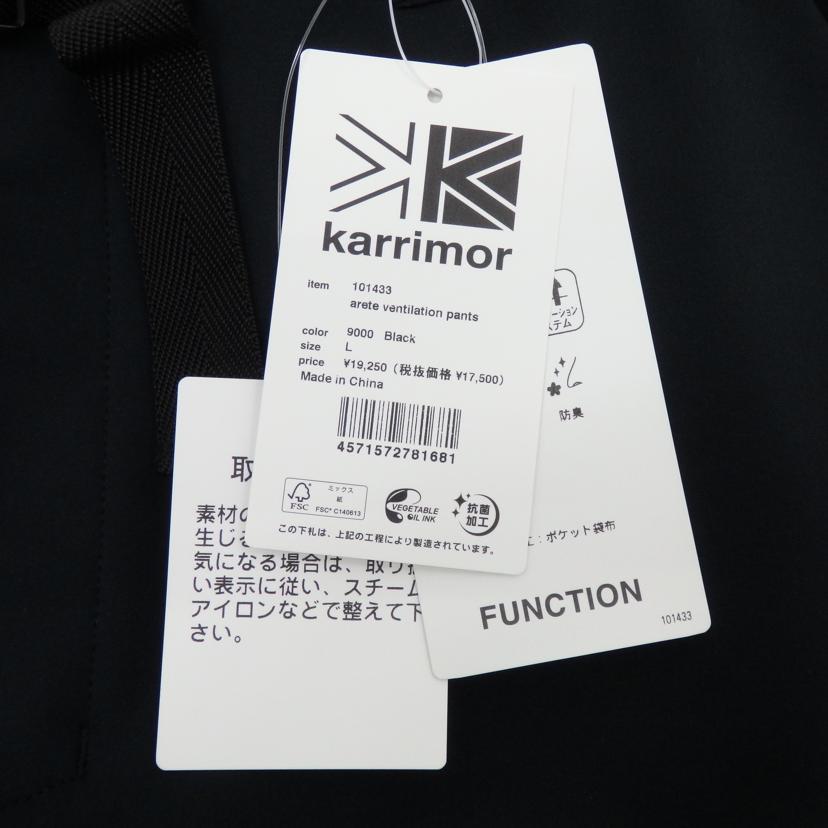 karrimor
item 101433
arete ventilation pants
color 9000 Black
size L
price ¥19,250 (税抜価格 ¥17,500)
Made in China
4571572781681
FSC
ミックス
紙
FSC® C140613
VEGETABLE
OIL INK
抗菌
加工
この下札は、上記の工程により製造されています。
ーション
ステム
防臭
:ポケット袋布
FUNCTION
101433
取
素材の
生じる
気になる場合は、取り
い表示に従い、スチーム
アイロンなどで整えて下
さい。